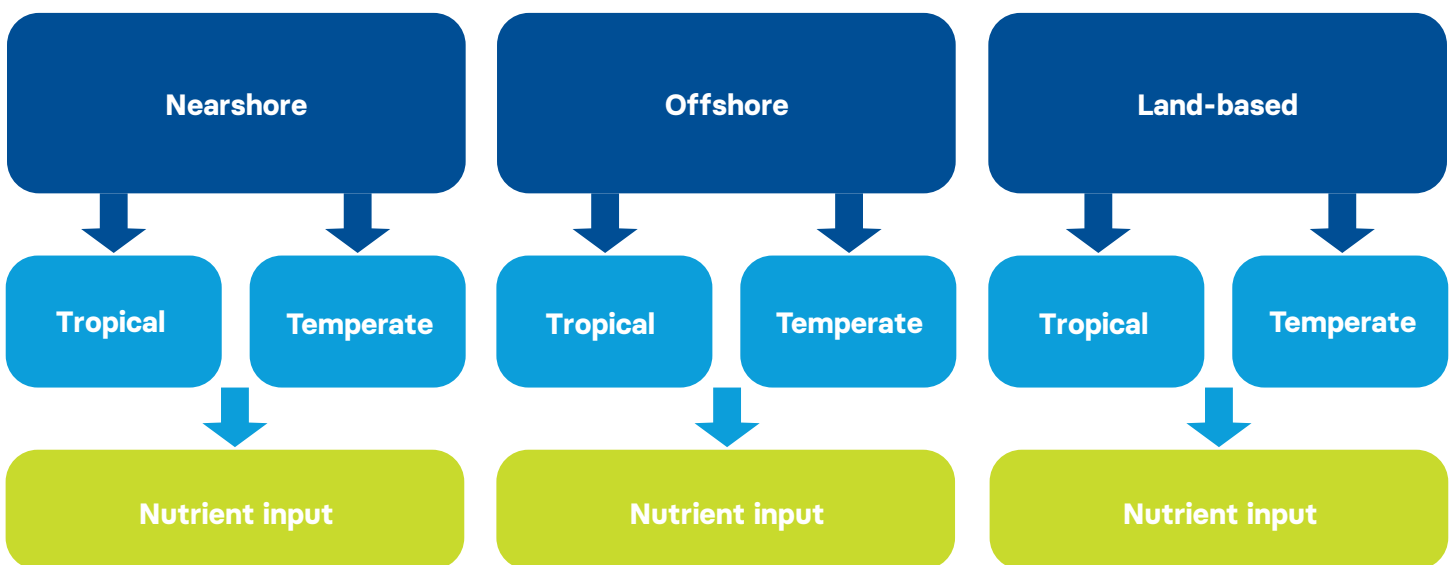 Nearshore
Offshore
Land-based
Tropical
Temperate
Tropical
Temperate
Tropical
Temperate
Nutrient input
Nutrient input
Nutrient input